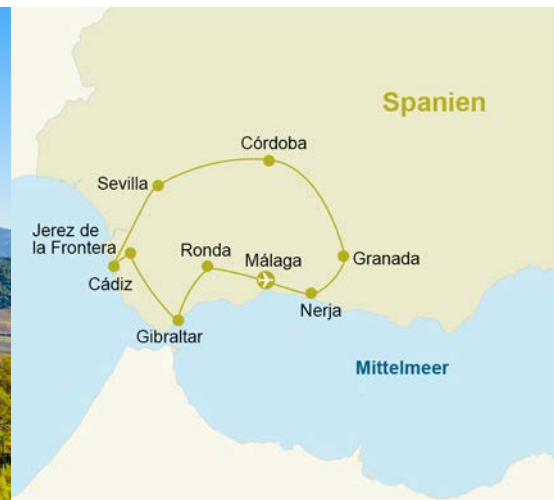 Spanien
Córdoba
Sevilla
Jerez de
la Frontera
Ronda
Málaga
Granada
Cádiz
Nerja
Gibraltar
Mittelmeer